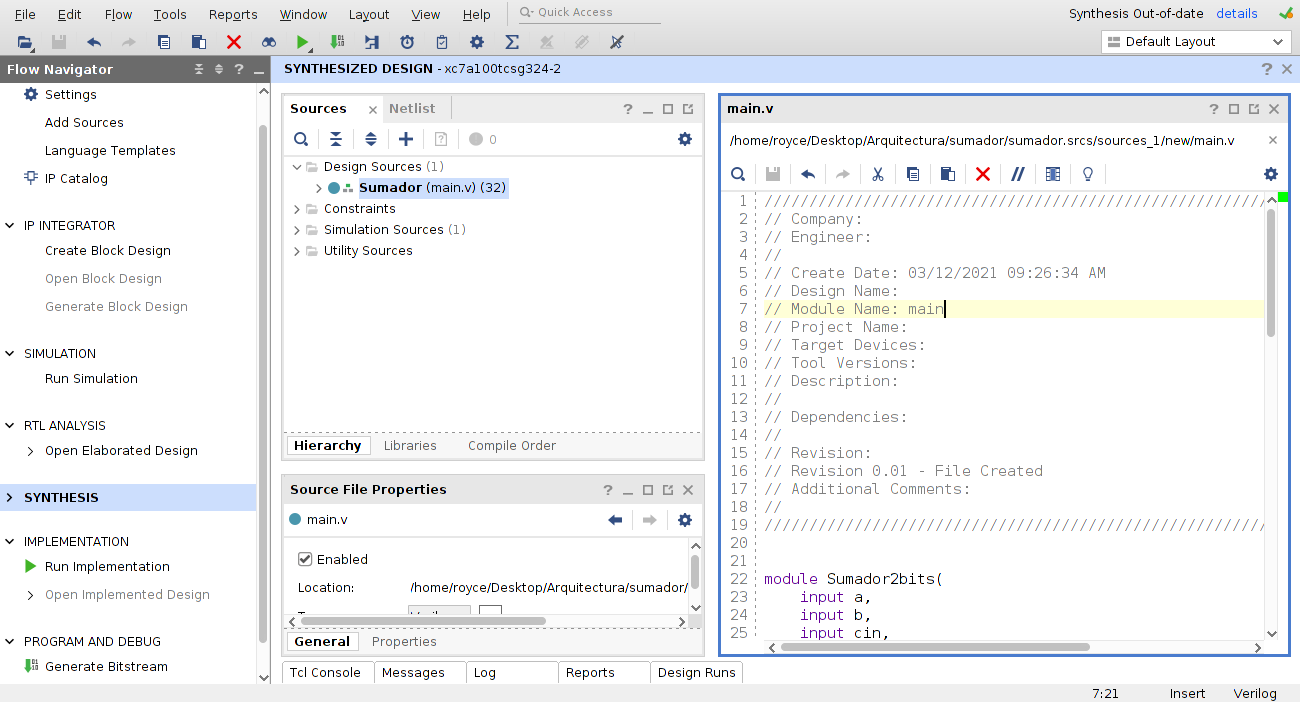 File Edit Flow Tools Reports Window Layout View Help Quick Access Synthesis Out-of-date details
Default Layout
Flow Navigator
Settings
Add Sources
Language Templates
IP Catalog
IP INTEGRATOR
Create Block Design
Open Block Design
Generate Block Design
SIMULATION
Run Simulation
RTL ANALYSIS
Open Elaborated Design
SYNTHESIS
IMPLEMENTATION
Run Implementation
Open Implemented Design
PROGRAM AND DEBUG
Generate Bitstream
SYNTHESIZED DESIGN - xc7a100tcsg324-2
Sources Netlist
0
Design Sources (1)
Sumador (main.v) (32)
Constraints
Simulation Sources (1)
Utility Sources
Hierarchy Libraries Compile Order
Source File Properties
main.v
Enabled
Location: /home/royce/Desktop/Arquitectura/sumador/
General Properties
main.v
/home/royce/Desktop/Arquitectura/sumador/sumador.srcs/sources_1/new/main.v
1 ////////////////////////////////////////////////////////
2 // Company:
3 // Engineer:
4 //
5 // Create Date: 03/12/2021 09:26:34 AM
6 // Design Name:
7 // Module Name: main
8 // Project Name:
9 // Target Devices:
10 // Tool Versions:
11 // Description:
12 //
13 // Dependencies:
14 //
15 // Revision:
16 // Revision 0.01 - File Created
17 // Additional Comments:
18 //
19 ////////////////////////////////////////////////////////
20
21
22 module Sumador2bits(
23 input a,
24 input b,
25 input cin,
Tcl Console Messages Log Reports Design Runs
7:21 Insert Verilog